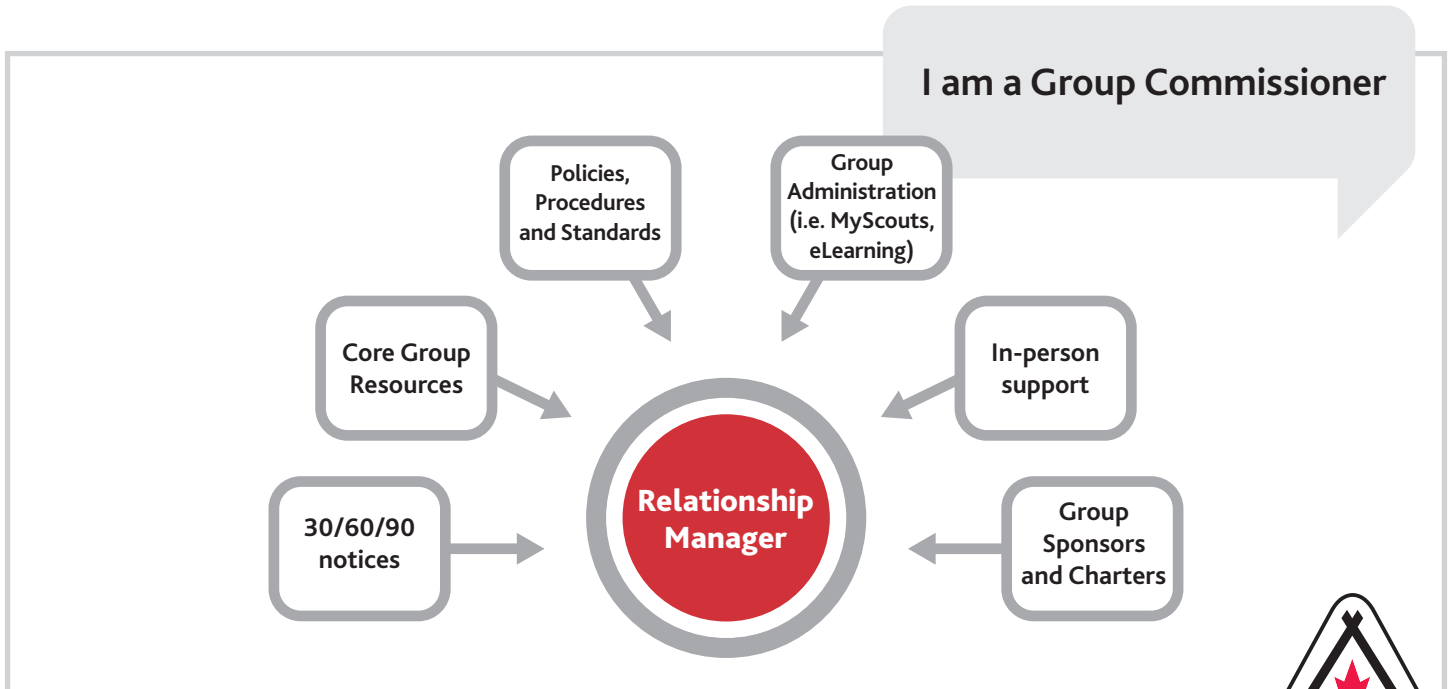 I am a Group Commissioner
Policies,
Procedures
and Standards
Group
Administration
(i.e. MyScouts,
eLearning)
Core Group
Resources
In-person
support
30/60/90
notices
Relationship
Manager
Group
Sponsors
and Charters